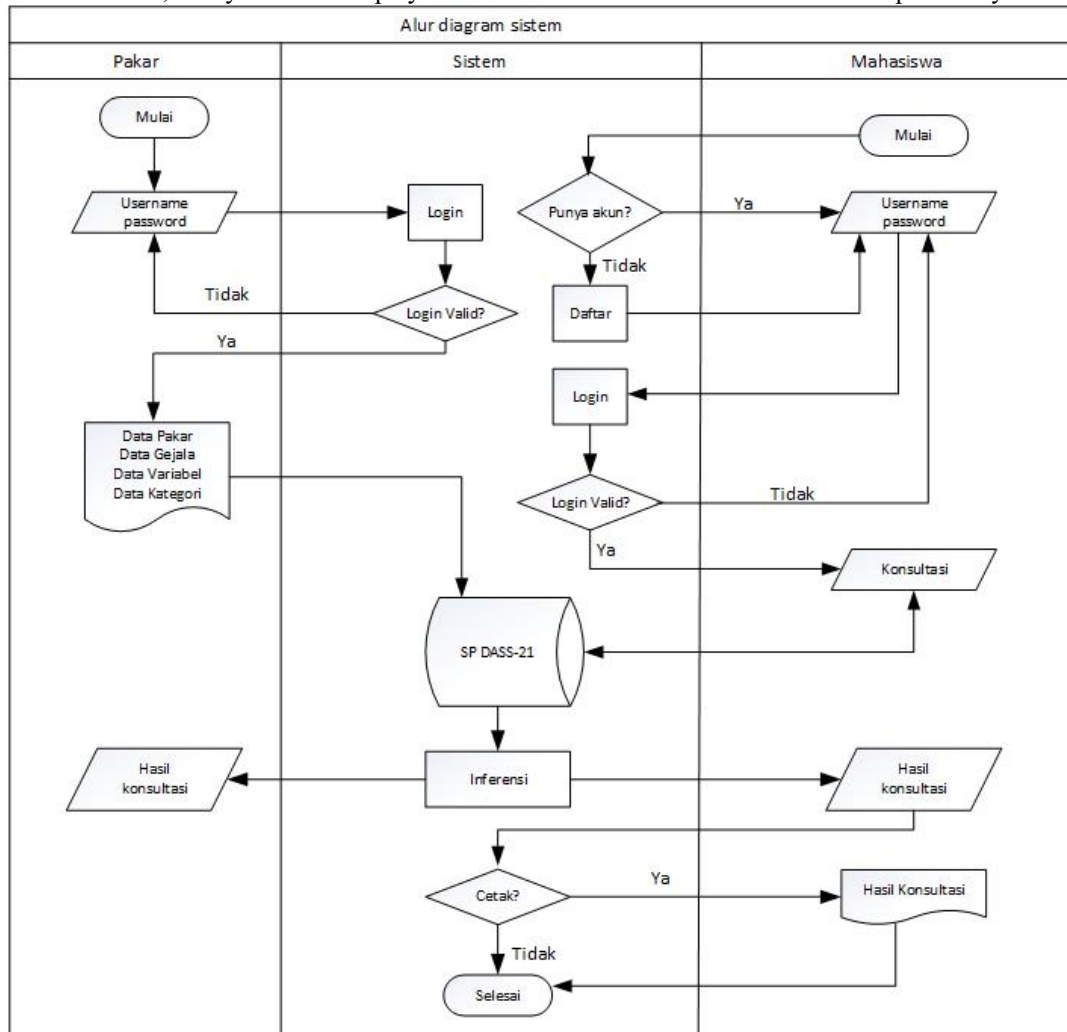 Alur diagram sistem
Pakar
Sistem
Mahasiswa
Mulai
Mulai
Username
password
Login
Punya akun?
Ya
Username
password
Tidak
Tidak
Login Valid?
Daftar
Ya
Login
Data Pakar
Data Gejala
Data Variabel
Data Kategori
Login Valid?
Tidak
Ya
Konsultasi
SP DASS-21
Hasil
konsultasi
Inferensi
Hasil
konsultasi
Cetak?
Ya
Hasil Konsultasi
Tidak
Selesai